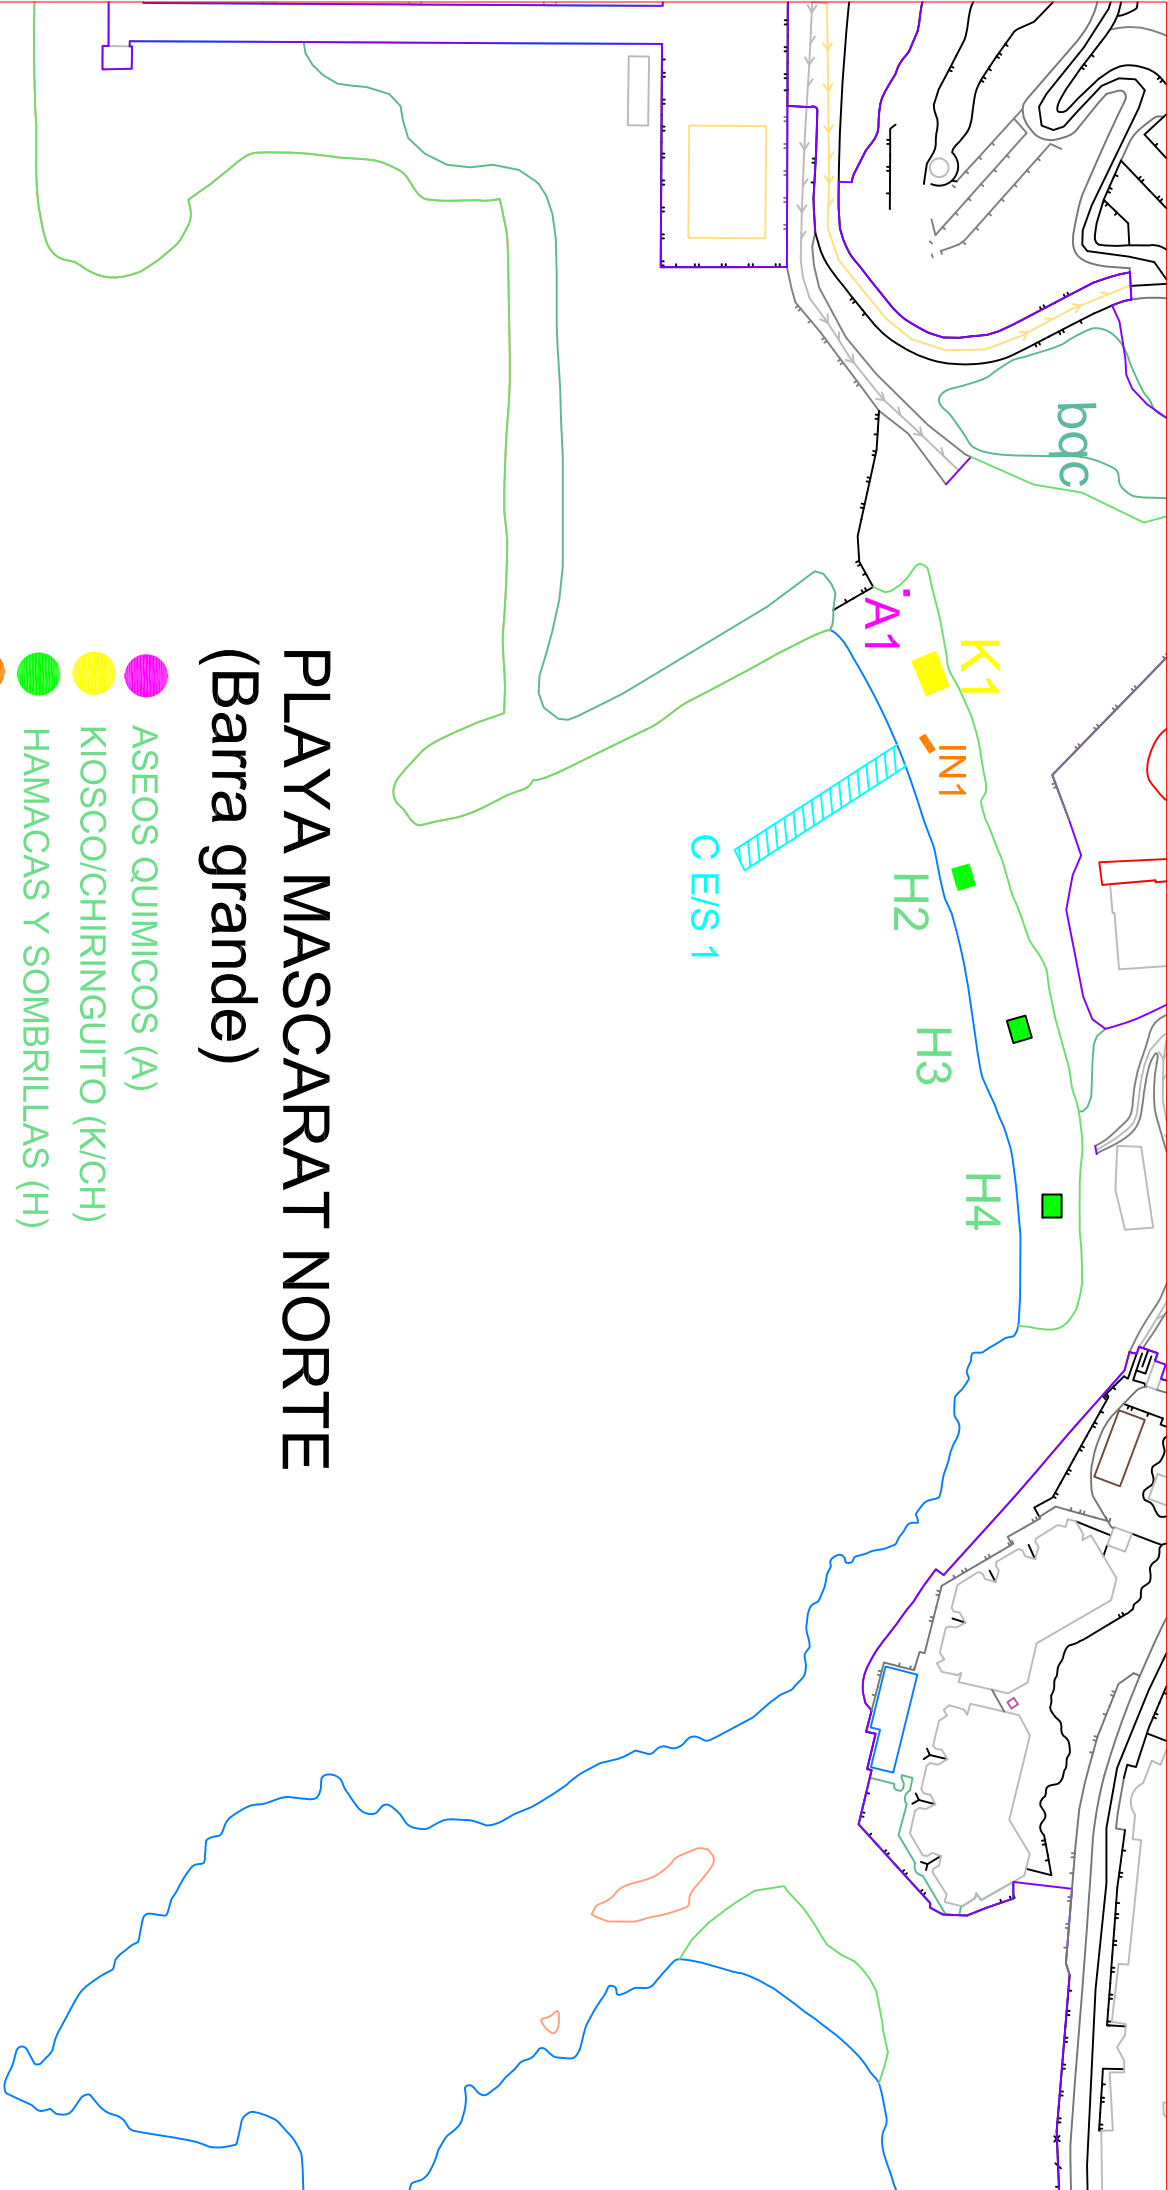 bqc
A1
K1
IN1
C E/S 1
H2
H3
H4
PLAYA MASCARAT NORTE
(Barra grande)
ASEOS QUIMICOS (A)
KIOSCO/CHIRINGUITO (K/CH)
HAMACAS Y SOMBRILLAS (H)